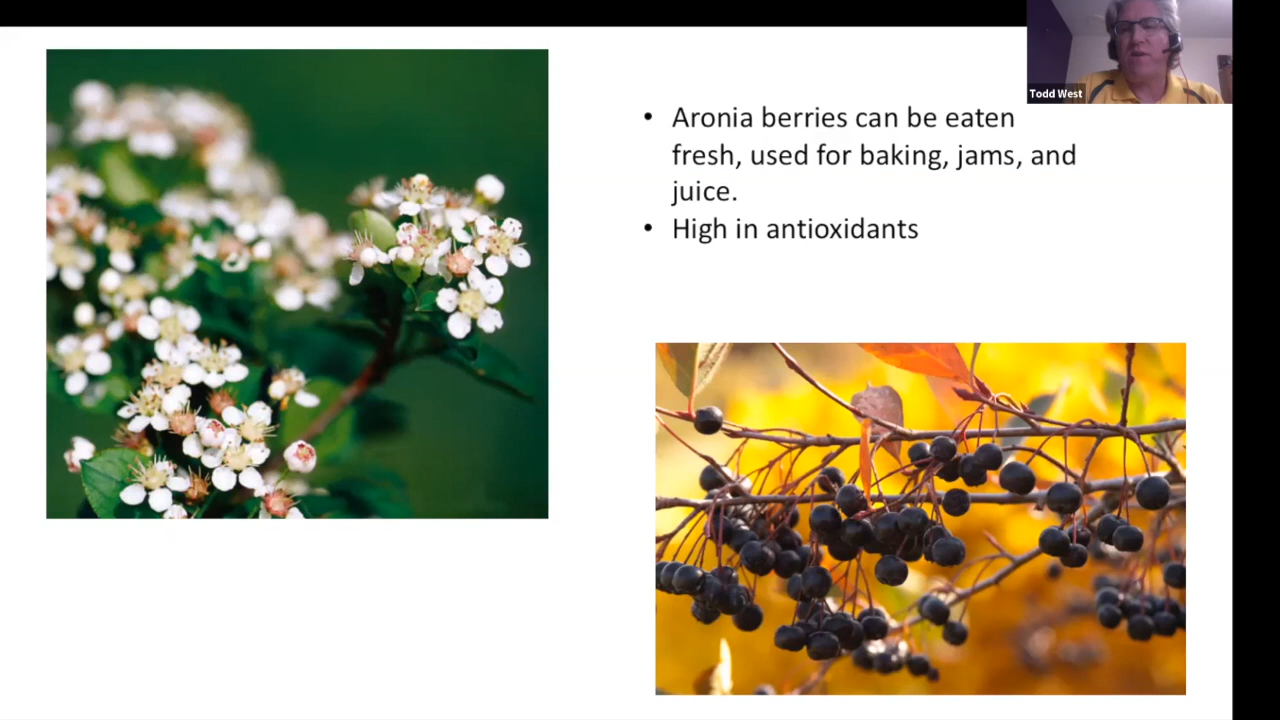 Todd West
• Aronia berries can be eaten
fresh, used for baking, jams, and
juice.
• High in antioxidants